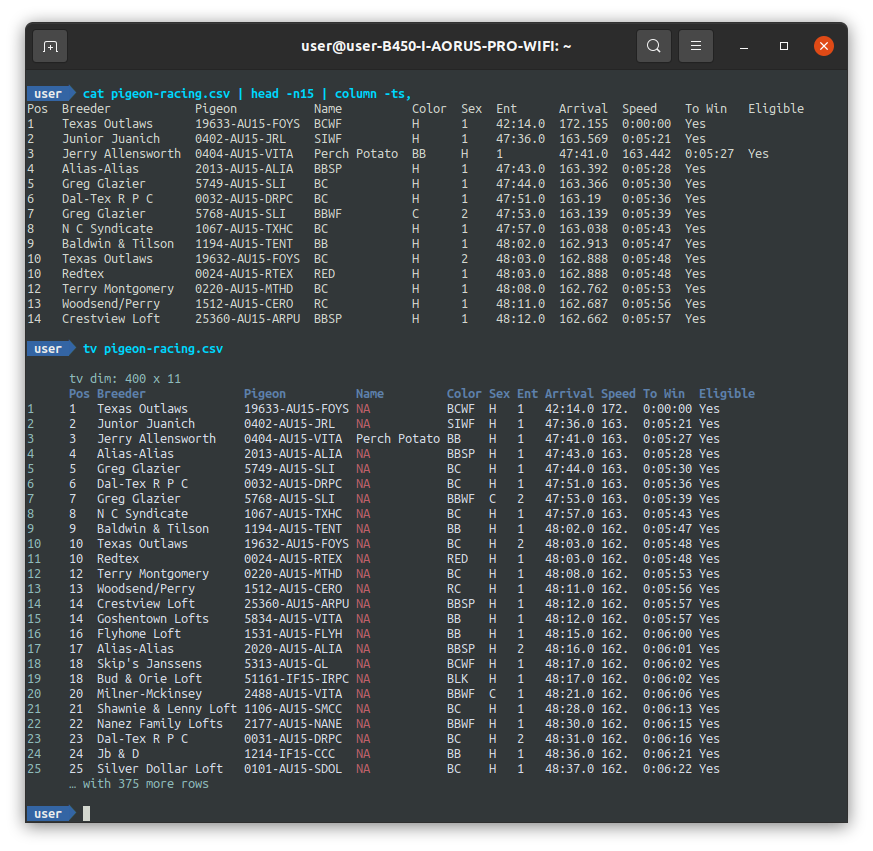 user@user-B450-I-AORUS-PRO-WIFI: ~
user cat pigeon-racing.csv | head -n15 | column -ts,
Pos Breeder Pigeon Name Color Sex Ent Arrival Speed To Win Eligible
1 Texas Outlaws 19633-AU15-FOYS BCWF H 1 42:14.0 172.155 0:00:00 Yes
2 Junior Juanich 0402-AU15-JRL SIWF H 1 47:36.0 163.569 0:05:21 Yes
3 Jerry Allensworth 0404-AU15-VITA Perch Potato BB H 1 47:41.0 163.442 0:05:27 Yes
4 Alias-Alias 2013-AU15-ALIA BBSP H 1 47:43.0 163.392 0:05:28 Yes
5 Greg Glazier 5749-AU15-SLI BC H 1 47:44.0 163.366 0:05:30 Yes
6 Dal-Tex R P C 0032-AU15-DRPC BC H 1 47:51.0 163.19 0:05:36 Yes
7 Greg Glazier 5768-AU15-SLI BBWF C 2 47:53.0 163.139 0:05:39 Yes
8 N C Syndicate 1067-AU15-TXHC BC H 1 47:57.0 163.038 0:05:43 Yes
9 Baldwin & Tilson 1194-AU15-TENT BB H 1 48:02.0 162.913 0:05:47 Yes
10 Texas Outlaws 19632-AU15-FOYS BC H 2 48:03.0 162.888 0:05:48 Yes
10 Redtex 0024-AU15-RTEX RED H 1 48:03.0 162.888 0:05:48 Yes
12 Terry Montgomery 0220-AU15-MTHD BC H 1 48:08.0 162.762 0:05:53 Yes
13 Woodsend/Perry 1512-AU15-CERO RC H 1 48:11.0 162.687 0:05:56 Yes
14 Crestview Loft 25360-AU15-ARPU BBSP H 1 48:12.0 162.662 0:05:57 Yes
user tv pigeon-racing.csv
tv dim: 400 x 11
Pos Breeder Pigeon Name Color Sex Ent Arrival Speed To Win Eligible
1 1 Texas Outlaws 19633-AU15-FOYS NA BCWF H 1 42:14.0 172. 0:00:00 Yes
2 2 Junior Juanich 0402-AU15-JRL NA SIWF H 1 47:36.0 163. 0:05:21 Yes
3 3 Jerry Allensworth 0404-AU15-VITA Perch Potato BB H 1 47:41.0 163. 0:05:27 Yes
4 4 Alias-Alias 2013-AU15-ALIA NA BBSP H 1 47:43.0 163. 0:05:28 Yes
5 5 Greg Glazier 5749-AU15-SLI NA BC H 1 47:44.0 163. 0:05:30 Yes
6 6 Dal-Tex R P C 0032-AU15-DRPC NA BC H 1 47:51.0 163. 0:05:36 Yes
7 7 Greg Glazier 5768-AU15-SLI NA BBWF C 2 47:53.0 163. 0:05:39 Yes
8 8 N C Syndicate 1067-AU15-TXHC NA BC H 1 47:57.0 163. 0:05:43 Yes
9 9 Baldwin & Tilson 1194-AU15-TENT NA BB H 1 48:02.0 162. 0:05:47 Yes
10 10 Texas Outlaws 19632-AU15-FOYS NA BC H 2 48:03.0 162. 0:05:48 Yes
11 10 Redtex 0024-AU15-RTEX NA RED H 1 48:03.0 162. 0:05:48 Yes
12 12 Terry Montgomery 0220-AU15-MTHD NA BC H 1 48:08.0 162. 0:05:53 Yes
13 13 Woodsend/Perry 1512-AU15-CERO NA RC H 1 48:11.0 162. 0:05:56 Yes
14 14 Crestview Loft 25360-AU15-ARPU NA BBSP H 1 48:12.0 162. 0:05:57 Yes
15 14 Goshentown Lofts 5834-AU15-VITA NA BB H 1 48:12.0 162. 0:05:57 Yes
16 16 Flyhome Loft 1531-AU15-FLYH NA BB H 1 48:15.0 162. 0:06:00 Yes
17 17 Alias-Alias 2020-AU15-ALIA NA BBSP H 2 48:16.0 162. 0:06:01 Yes
18 18 Skip's Janssens 5313-AU15-GL NA BCWF H 1 48:17.0 162. 0:06:02 Yes
19 18 Bud & Orie Loft 51161-IF15-IRPC NA BLK H 1 48:17.0 162. 0:06:02 Yes
20 20 Milner-Mckinsey 2488-AU15-VITA NA BBWF C 1 48:21.0 162. 0:06:06 Yes
21 21 Shawnie & Lenny Loft 1106-AU15-SMCC NA BC H 1 48:28.0 162. 0:06:13 Yes
22 22 Nanez Family Lofts 2177-AU15-NANE NA BBWF H 1 48:30.0 162. 0:06:15 Yes
23 23 Dal-Tex R P C 0031-AU15-DRPC NA BC H 2 48:31.0 162. 0:06:16 Yes
24 24 Jb & D 1214-IF15-CCC NA BB H 1 48:36.0 162. 0:06:21 Yes
25 25 Silver Dollar Loft 0101-AU15-SDOL NA BC H 1 48:37.0 162. 0:06:22 Yes
… with 375 more rows
user